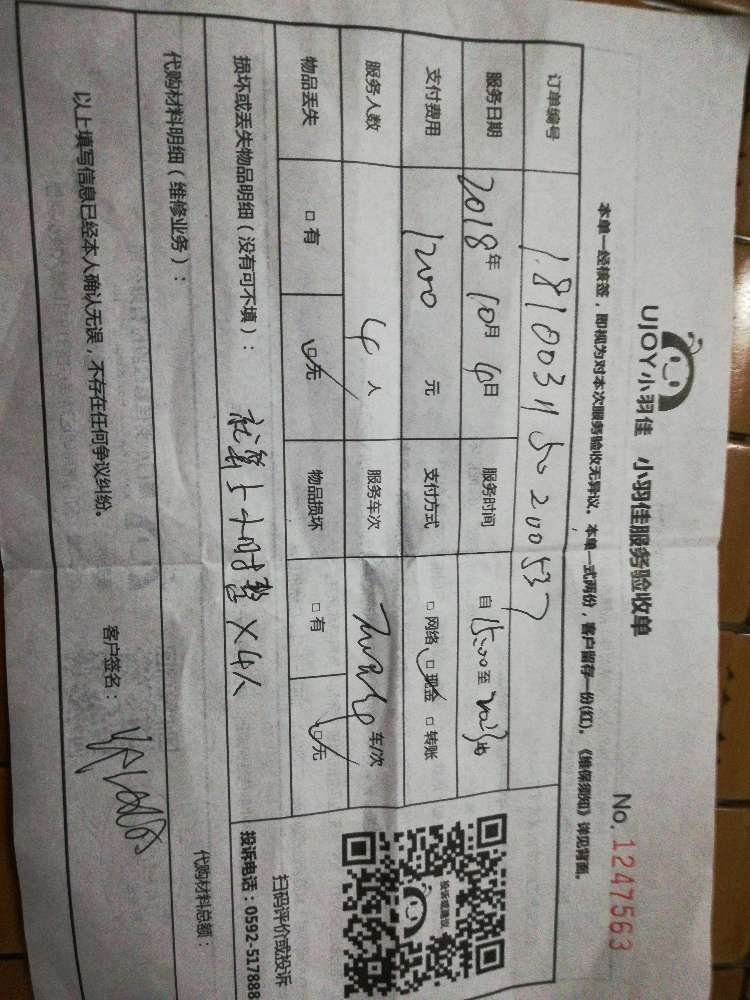 UJOY小羽佳 小羽佳服务验收单
No. 1247563
本单一经核签，即视为对本次服务验收无异议。本单一式两份，客户留存一份(红)。《维保须知》详见背面。
订单编号
服务日期 2018年10月 日 服务时间 自15:00至
支付费用 1200 元 支付方式 □网络 □现金 □转账
服务人数 4人 服务车次 车/次
物品丢失 □有 □无 物品损坏 □有 □无
损坏或丢失物品明细（没有可不填）：
时 ×4人
扫码评价或投诉
投诉电话：0592-517888
代购材料明细（维修业务）：
代购材料总额：
以上填写信息已经本人确认无误，不存在任何争议纠纷。
客户签名：